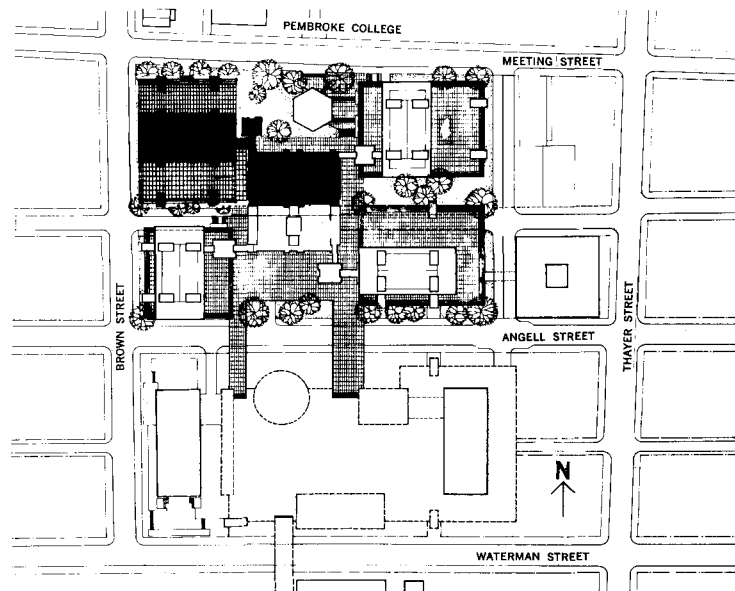 PEMBROKE COLLEGE
MEETING STREET
BROWN STREET
THAYER STREET
ANGELL STREET
N
WATERMAN STREET